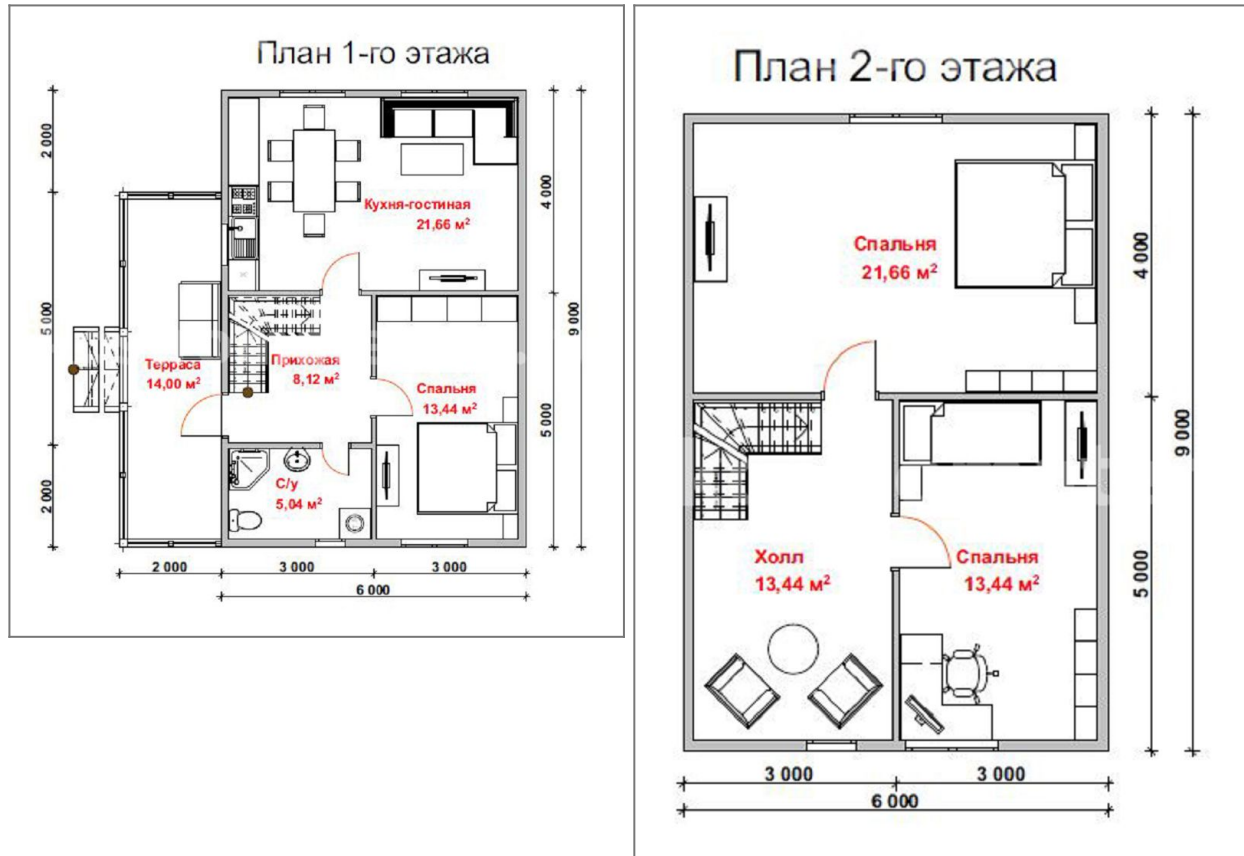 План 1-го этажа
2 000
5 000
2 000
4 000
5 000
9 000
Кухня-гостиная
21,66 м²
Терраса
14,00 м²
Прихожая
8,12 м²
Спальня
13,44 м²
С/у
5,04 м²
2 000
3 000
3 000
6 000
План 2-го этажа
Спальня
21,66 м²
4 000
9 000
5 000
Холл
13,44 м²
Спальня
13,44 м²
3 000
3 000
6 000